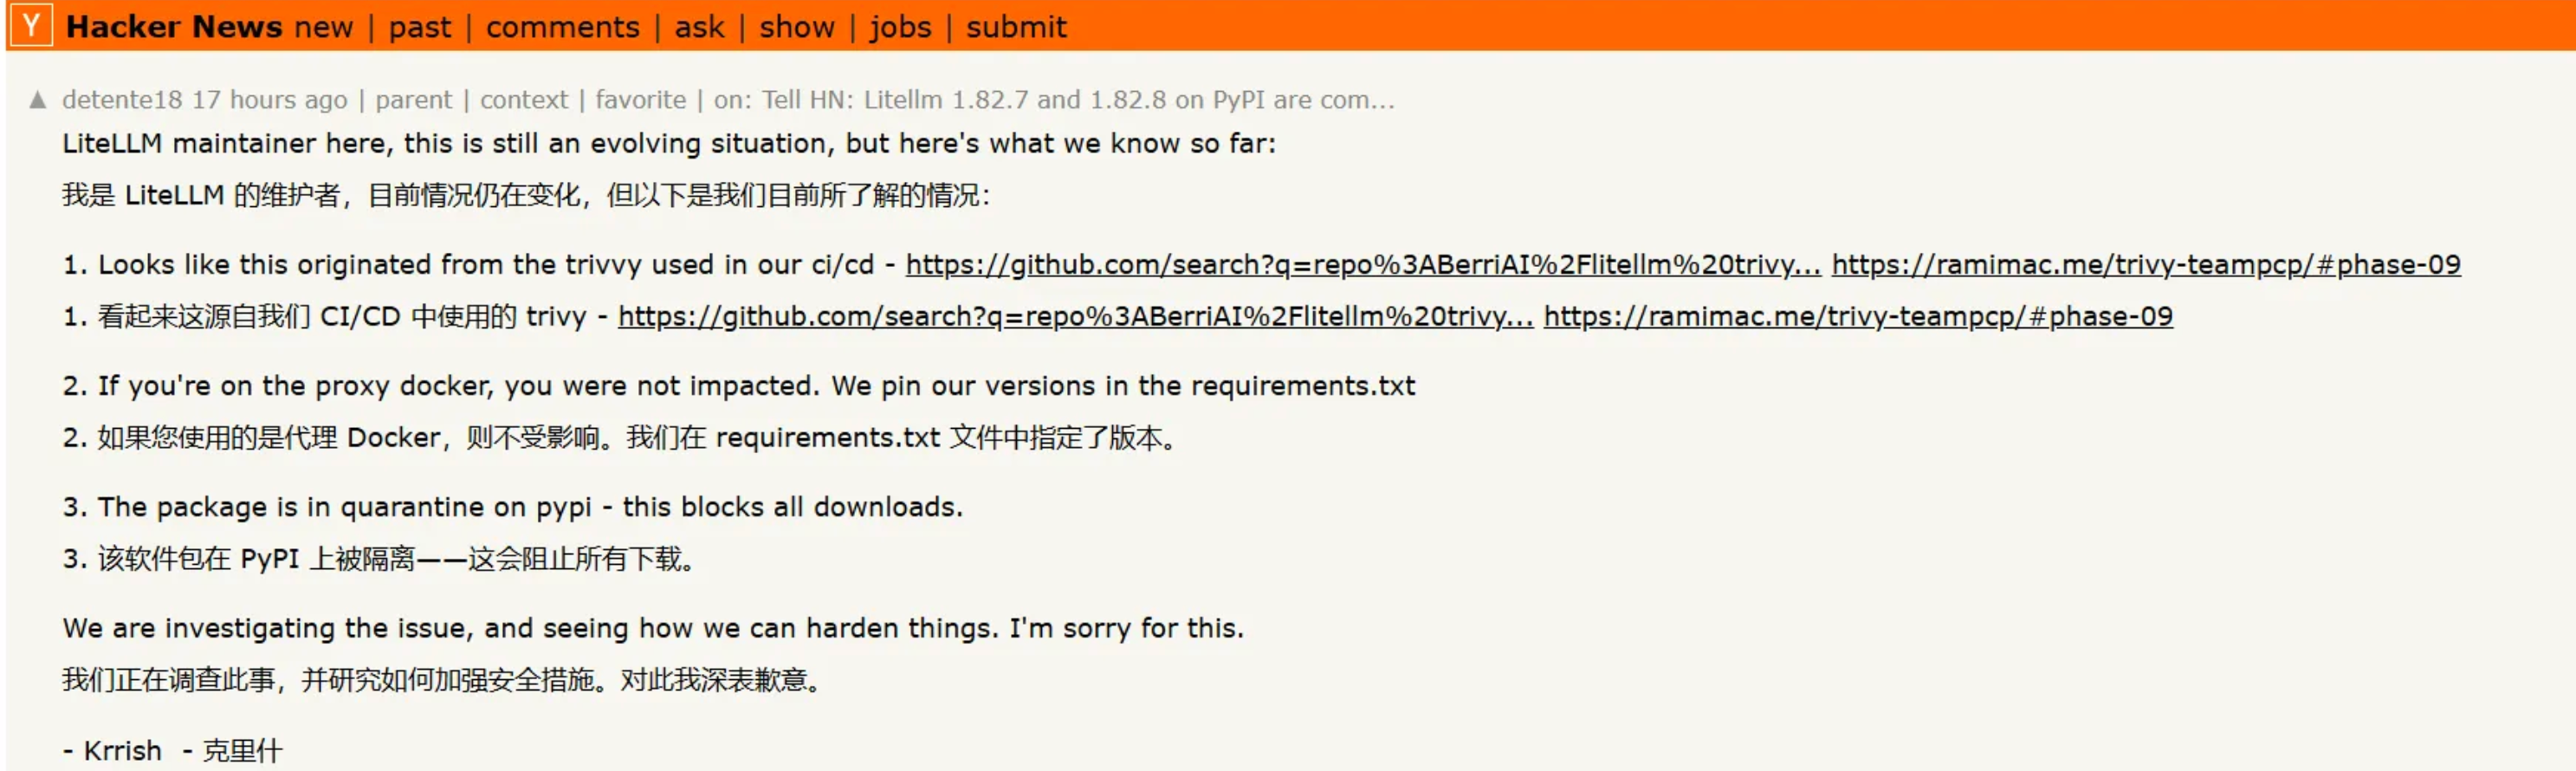 Y Hacker News new | past | comments | ask | show | jobs | submit
▲ detente18 17 hours ago | parent | context | favorite | on: Tell HN: Litellm 1.82.7 and 1.82.8 on PyPI are com...
LiteLLM maintainer here, this is still an evolving situation, but here's what we know so far:
我是 LiteLLM 的维护者，目前情况仍在变化，但以下是我们目前所了解的情况：
1. Looks like this originated from the trivvy used in our ci/cd - https://github.com/search?q=repo%3ABerriAI%2Flitellm%20trivy... https://ramimac.me/trivy-teampcp/#phase-09
1. 看起来这源自我们 CI/CD 中使用的 trivy - https://github.com/search?q=repo%3ABerriAI%2Flitellm%20trivy... https://ramimac.me/trivy-teampcp/#phase-09
2. If you're on the proxy docker, you were not impacted. We pin our versions in the requirements.txt
2. 如果您使用的是代理 Docker，则不受影响。我们在 requirements.txt 文件中指定了版本。
3. The package is in quarantine on pypi - this blocks all downloads.
3. 该软件包在 PyPI 上被隔离——这会阻止所有下载。
We are investigating the issue, and seeing how we can harden things. I'm sorry for this.
我们正在调查此事，并研究如何加强安全措施。对此我深表歉意。
- Krrish - 克里什